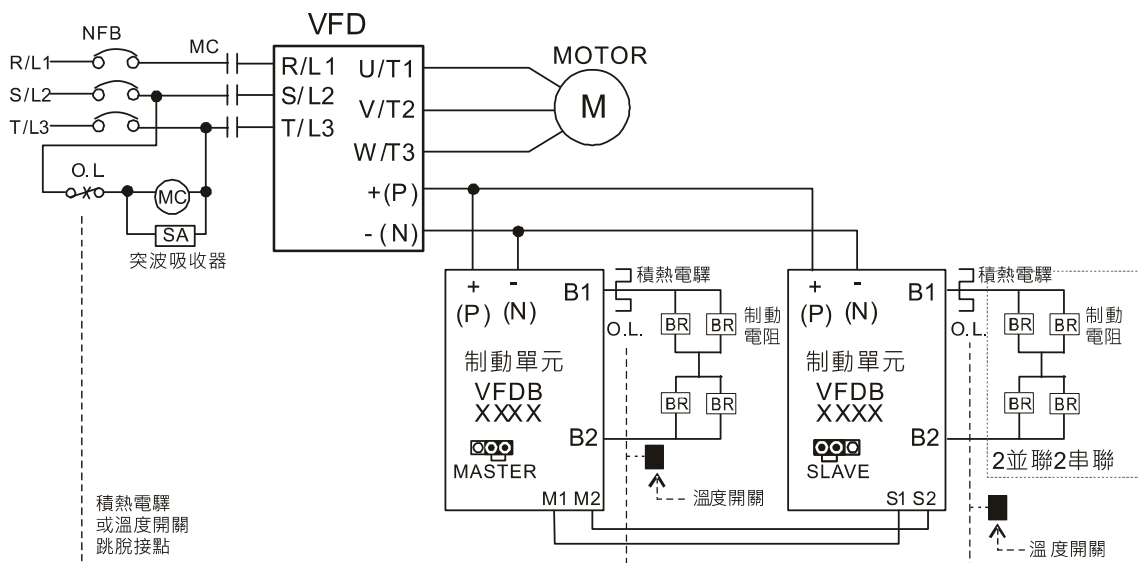 VFD
NFB
MC
MOTOR
R/L1
S/L2
T/L3
R/L1
S/L2
T/L3
U/T1
V/T2
W/T3
+(P)
-(N)
M
O.L
MC
SA
突波吸收器
積熱電驛
或溫度開關
跳脫接點
+
(P)
-
(N)
B1
制動單元
VFDB
XXXX
B2
MASTER
M1 M2
積熱電驛
O.L.
BR
BR
制動
電阻
BR
BR
溫度開關
+
(P)
-
(N)
B1
制動單元
VFDB
XXXX
B2
SLAVE
S1 S2
積熱電驛
O.L.
BR
BR
制動
電阻
BR
BR
2並聯2串聯
溫度開關